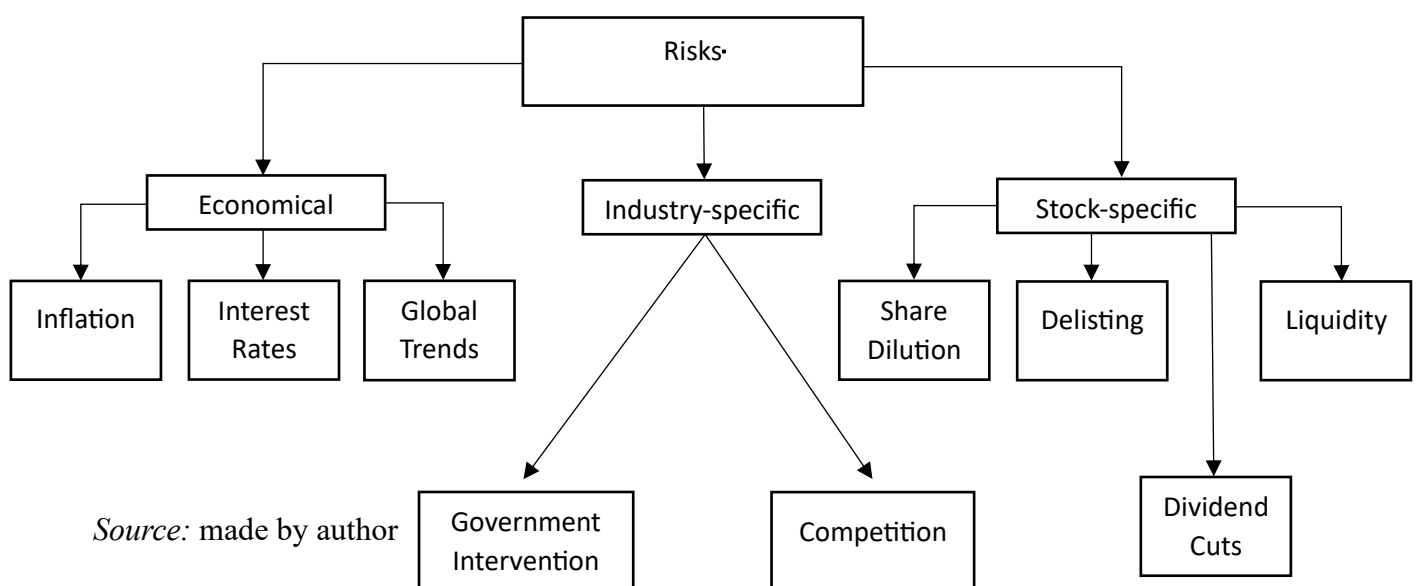 Risks.
Economical
Industry-specific
Stock-specific
Inflation
Interest
Rates
Global
Trends
Share
Dilution
Delisting
Liquidity
Source: made by author
Government
Intervention
Competition
Dividend
Cuts